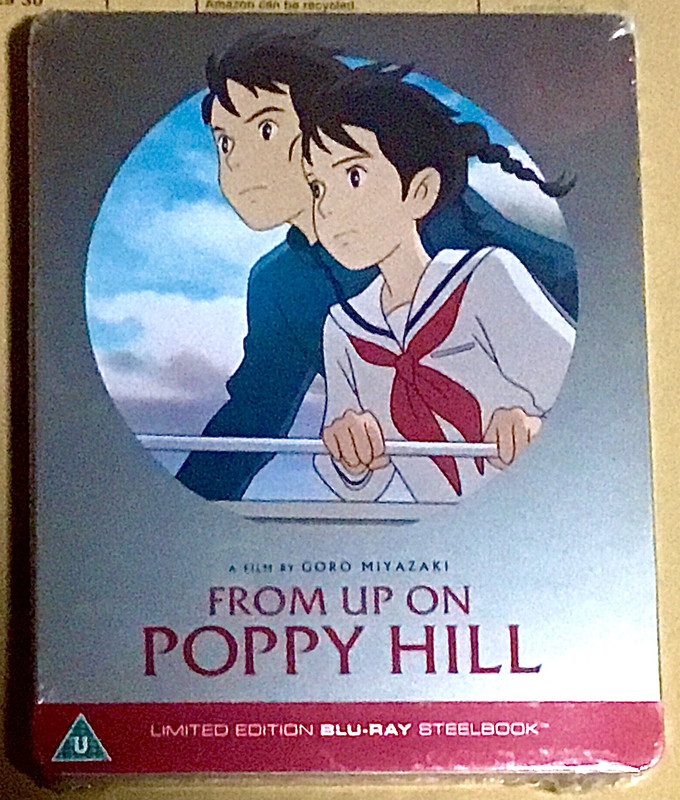 Amazon can be recycled.
A FILM BY GORO MIYAZAKI
FROM UP ON
POPPY HILL
U
LIMITED EDITION BLU-RAY STEELBOOK™